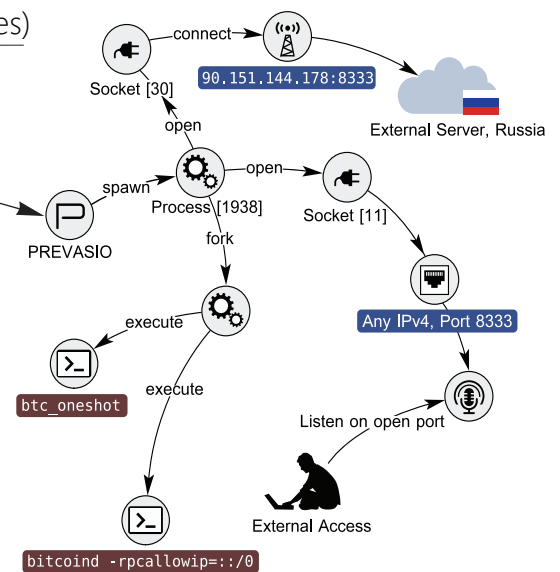 es)
connect
Socket [30]
90.151.144.178:8333
External Server, Russia
open
spawn
open
Process [1938]
Socket [11]
PREVASIO
fork
Any IPv4, Port 8333
execute
btc_oneshot
execute
Listen on open port
External Access
bitcoind -rpcallowip=::/0